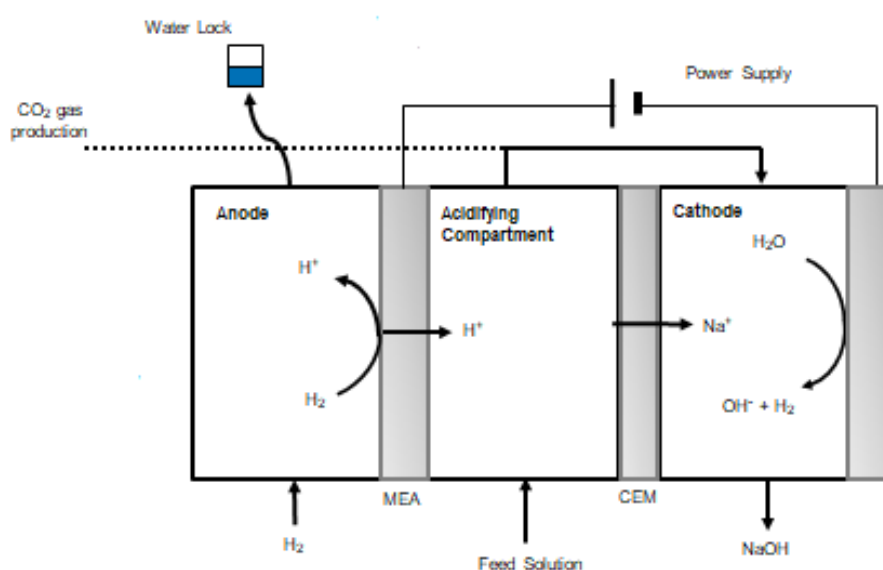 Water Lock
Power Supply
CO₂ gas
production
Anode
Acidifying
Compartment
Cathode
H₂O
H⁺
H⁺
Na⁺
H₂
OH⁻ + H₂
MEA
CEM
H₂
Feed Solution
NaOH